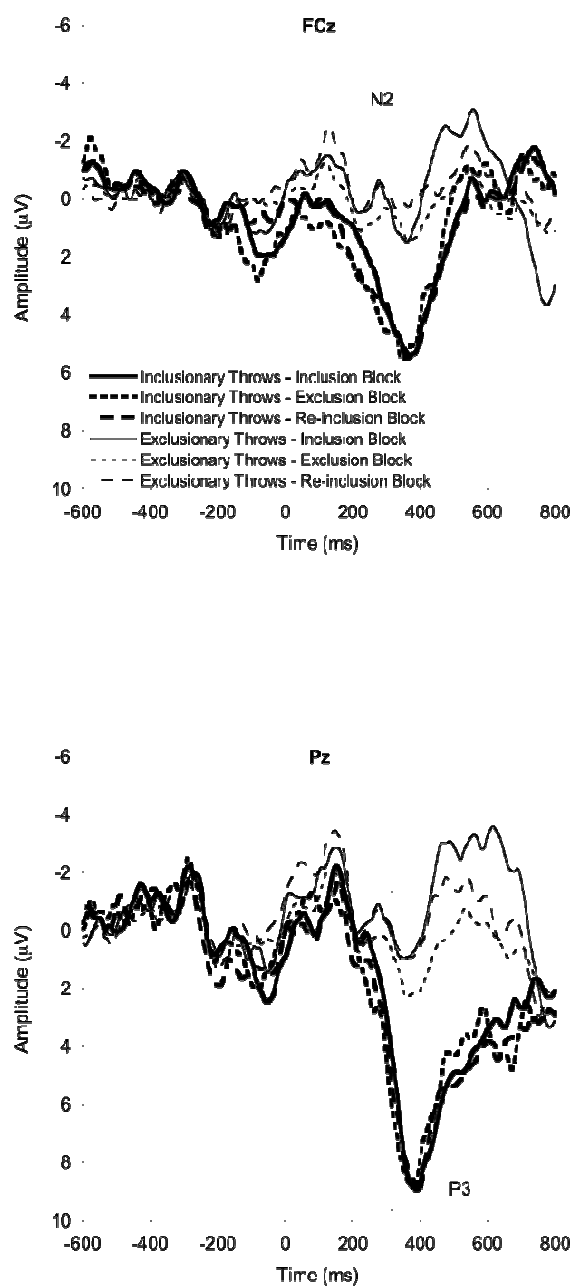 FCz
-6
-4
N2
-2
0
2
4
6
8
10
Amplitude (µV)
Inclusionary Throws - Inclusion Block
Inclusionary Throws - Exclusion Block
Inclusionary Throws - Re-inclusion Block
Exclusionary Throws - Inclusion Block
Exclusionary Throws - Exclusion Block
Exclusionary Throws - Re-inclusion Block
-600 -400 -200 0 200 400 600 800
Time (ms)
Pz
-6
-4
-2
0
2
4
6
8
10
Amplitude (µV)
P3
-600 -400 -200 0 200 400 600 800
Time (ms)